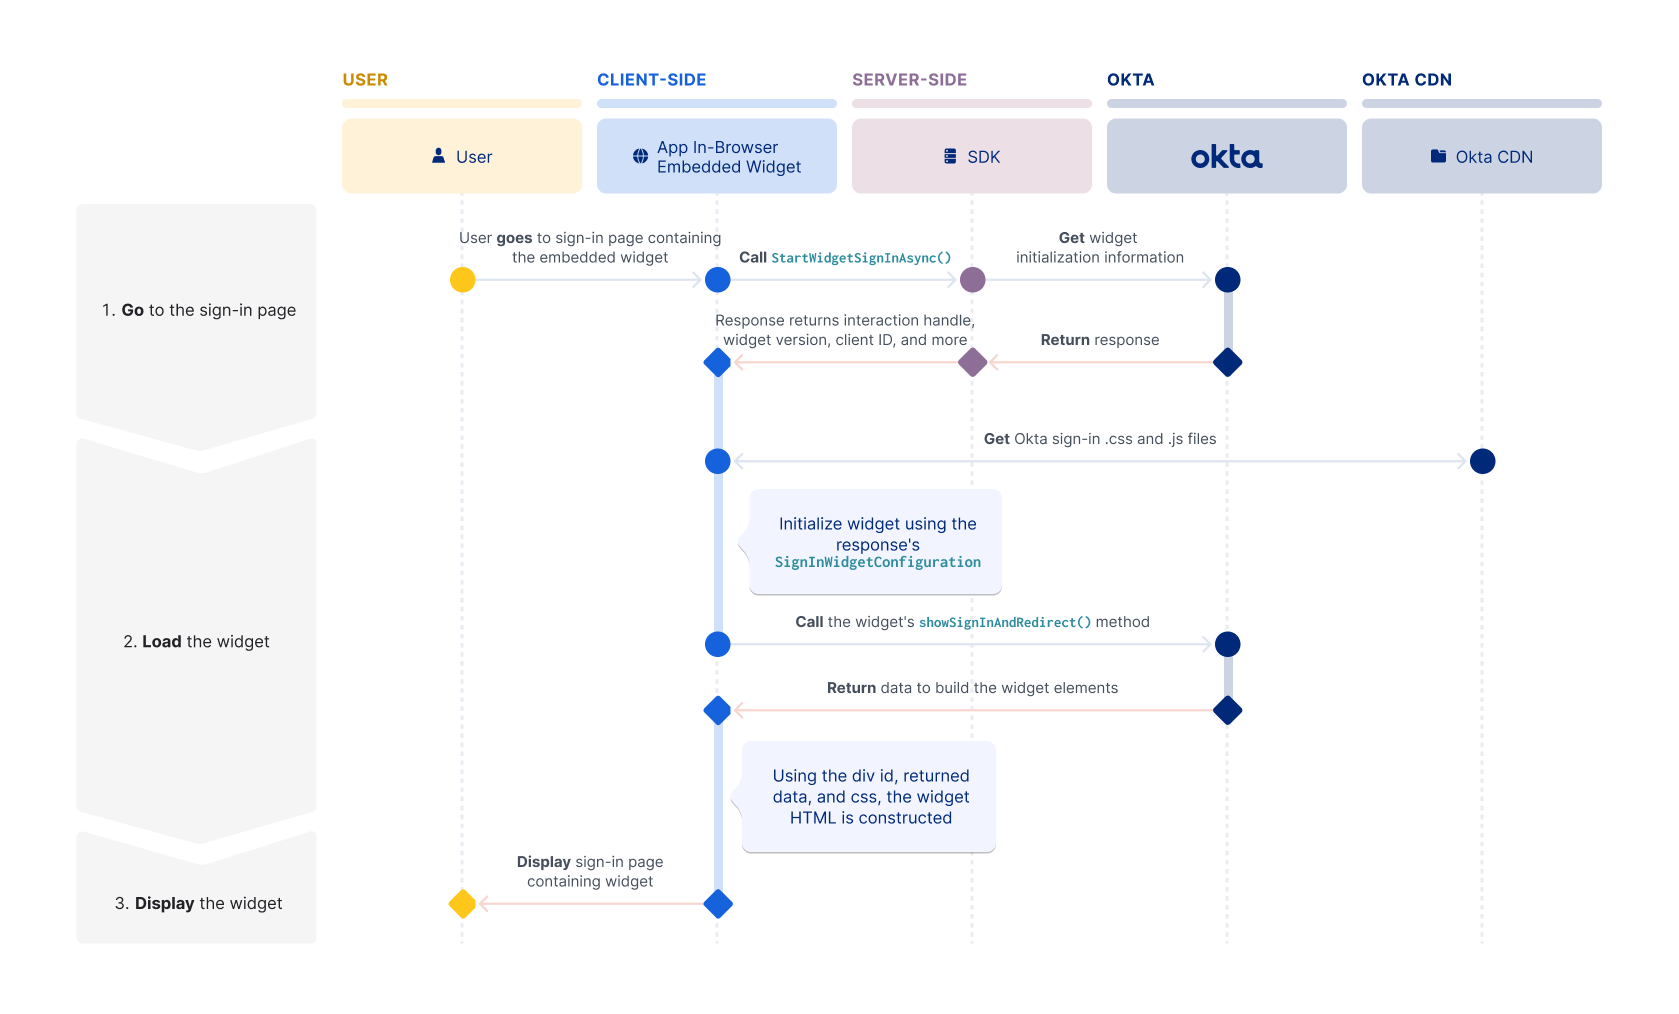 USER
CLIENT-SIDE
SERVER-SIDE
OKTA
OKTA CDN
User
App In-Browser
Embedded Widget
SDK
okta
Okta CDN
1. Go to the sign-in page
User goes to sign-in page containing
the embedded widget
Call StartWidgetSignInAsync()
Get widget
initialization information
Response returns interaction handle,
widget version, client ID, and more
Return response
2. Load the widget
Get Okta sign-in .css and .js files
Initialize widget using the
response's
SignInWidgetConfiguration
Call the widget's showSignInAndRedirect() method
Return data to build the widget elements
Using the div id, returned
data, and css, the widget
HTML is constructed
3. Display the widget
Display sign-in page
containing widget